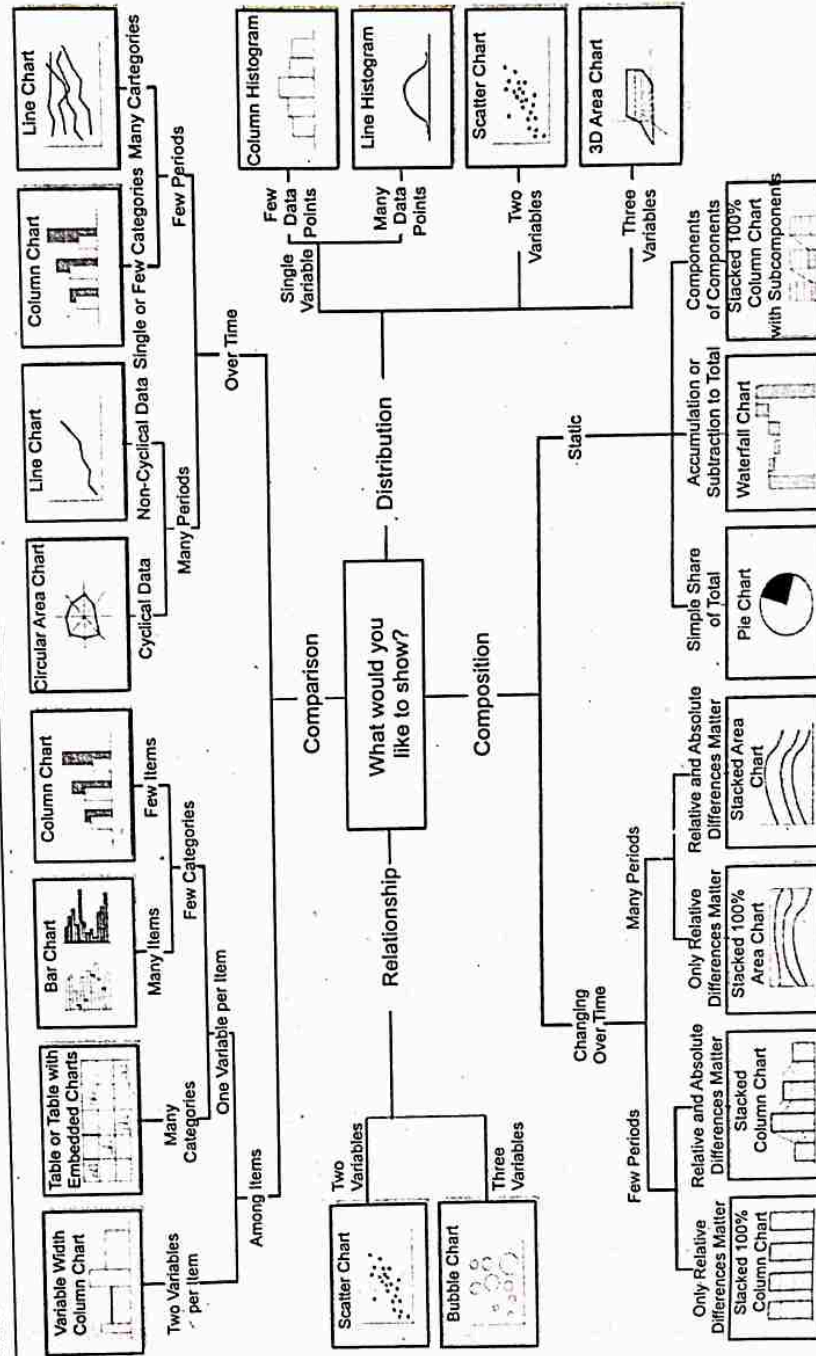 Variable Width
Column Chart
Table or Table with
Embedded Charts
Bar Chart
Column Chart
Circular Area Chart
Line Chart
Column Chart
Line Chart
Two Variables
per Item
Many
Categories
Many Items
Few Items
Cyclical Data
Non-Cyclical Data
Single or Few Categories
Many Cartegories
Few Categories
Many Periods
Few Periods
One Variable per Item
Among Items
Over Time
Comparison
What would you
like to show?
Relationship
Two
Variables
Scatter Chart
Three
Variables
Bubble Chart
Distribution
Single
Variable
Few
Data
Points
Column Histogram
Many
Data
Points
Line Histogram
Two
Variables
Scatter Chart
Three
Variables
3D Area Chart
Composition
Changing
Over Time
Static
Few Periods
Many Periods
Only Relative
Differences Matter
Stacked 100%
Column Chart
Relative and Absolute
Differences Matter
Stacked
Column Chart
Only Relative
Differences Matter
Stacked 100%
Area Chart
Relative and Absolute
Differences Matter
Stacked Area
Chart
Simple Share
of Total
Pie Chart
Accumulation or
Subtraction to Total
Waterfall Chart
Components
of Components
Stacked 100%
Column Chart
with Subcomponents